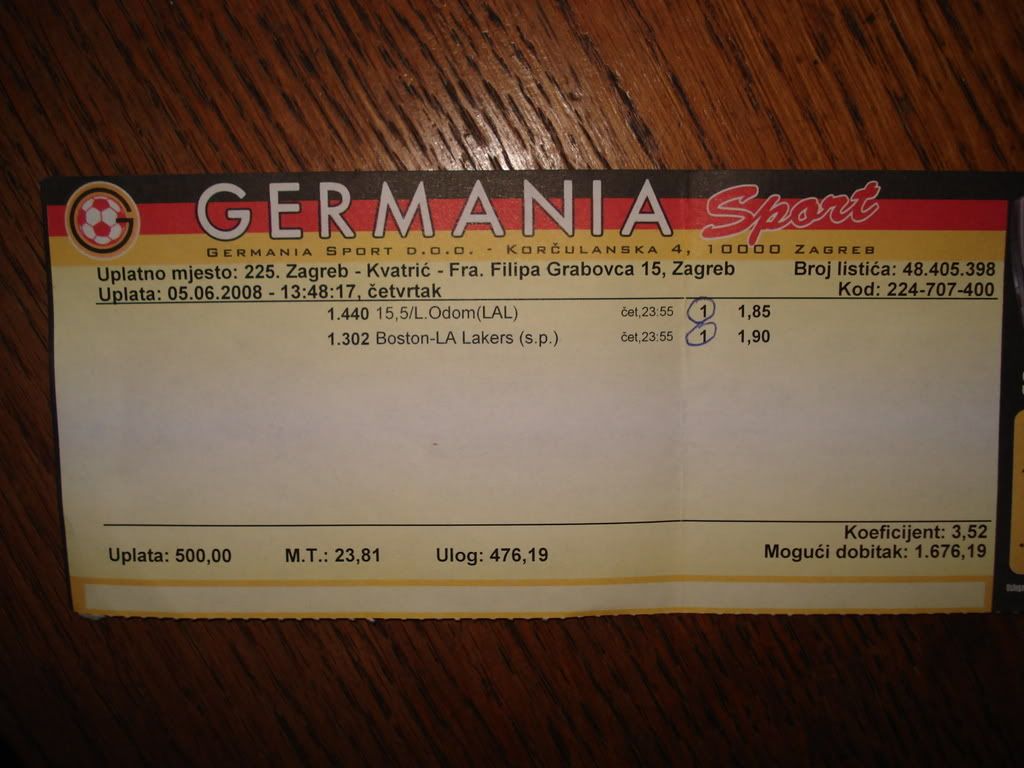 G GERMANIA Sport
GERMANIA SPORT D.O.O. - KORČULANSKA 4, 10000 ZAGREB
Uplatno mjesto: 225. Zagreb - Kvatrić - Fra. Filipa Grabovca 15, Zagreb Broj listića: 48.405.398
Uplata: 05.06.2008 - 13:48:17, četvrtak Kod: 224-707-400
1.440 15,5/L.Odom(LAL) čet,23:55 1 1,85
1.302 Boston-LA Lakers (s.p.) čet,23:55 1 1,90
Koeficijent: 3,52
Uplata: 500,00 M.T.: 23,81 Ulog: 476,19 Mogući dobitak: 1.676,19